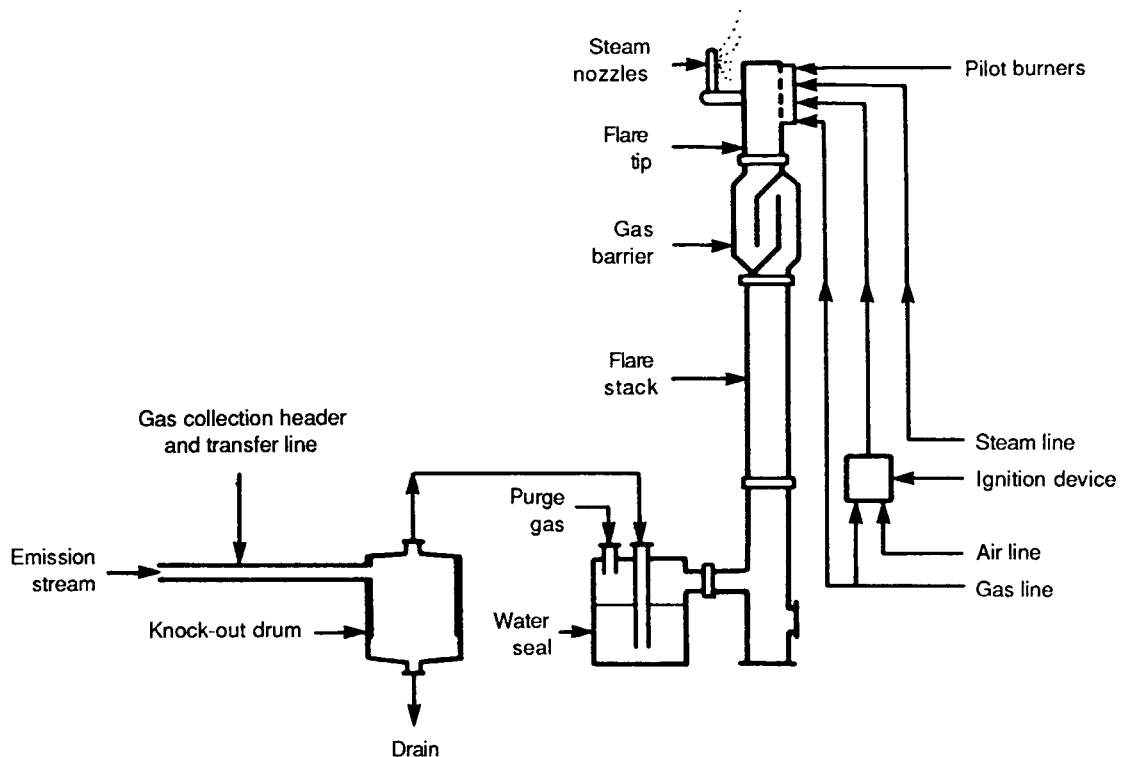 Steam
nozzles
Pilot burners
Flare
tip
Gas
barrier
Flare
stack
Gas collection header
and transfer line
Steam line
Ignition device
Purge
gas
Emission
stream
Air line
Gas line
Knock-out drum
Water
seal
Drain